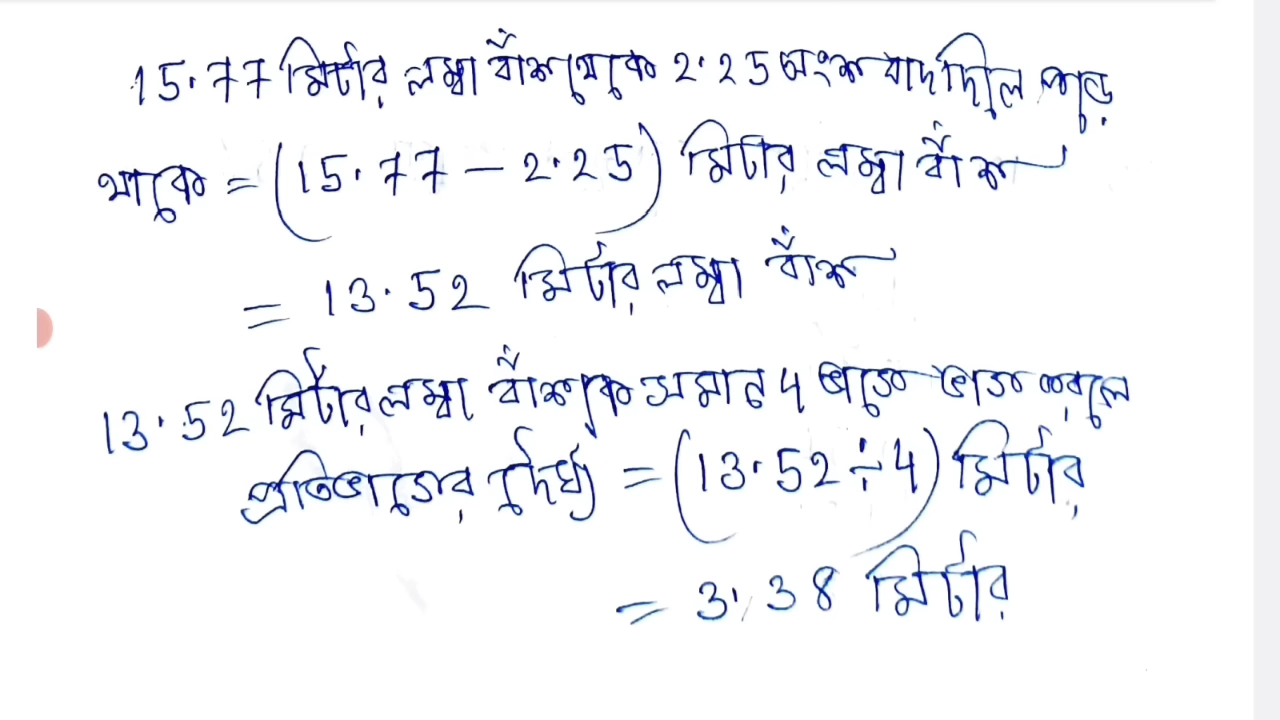 15.77 মিটার লম্বা বাঁশ থেকে 2.25 অংশ বাদ দিলে পড়ে
থাকে = (15.77 - 2.25) মিটার লম্বা বাঁশ
= 13.52 মিটার লম্বা বাঁশ
13.52 মিটার লম্বা বাঁশকে সমান 4 ভাগে ভাগ করলে
প্রতিভাগের দৈর্ঘ্য = (13.52 ÷ 4) মিটার
= 3.38 মিটার